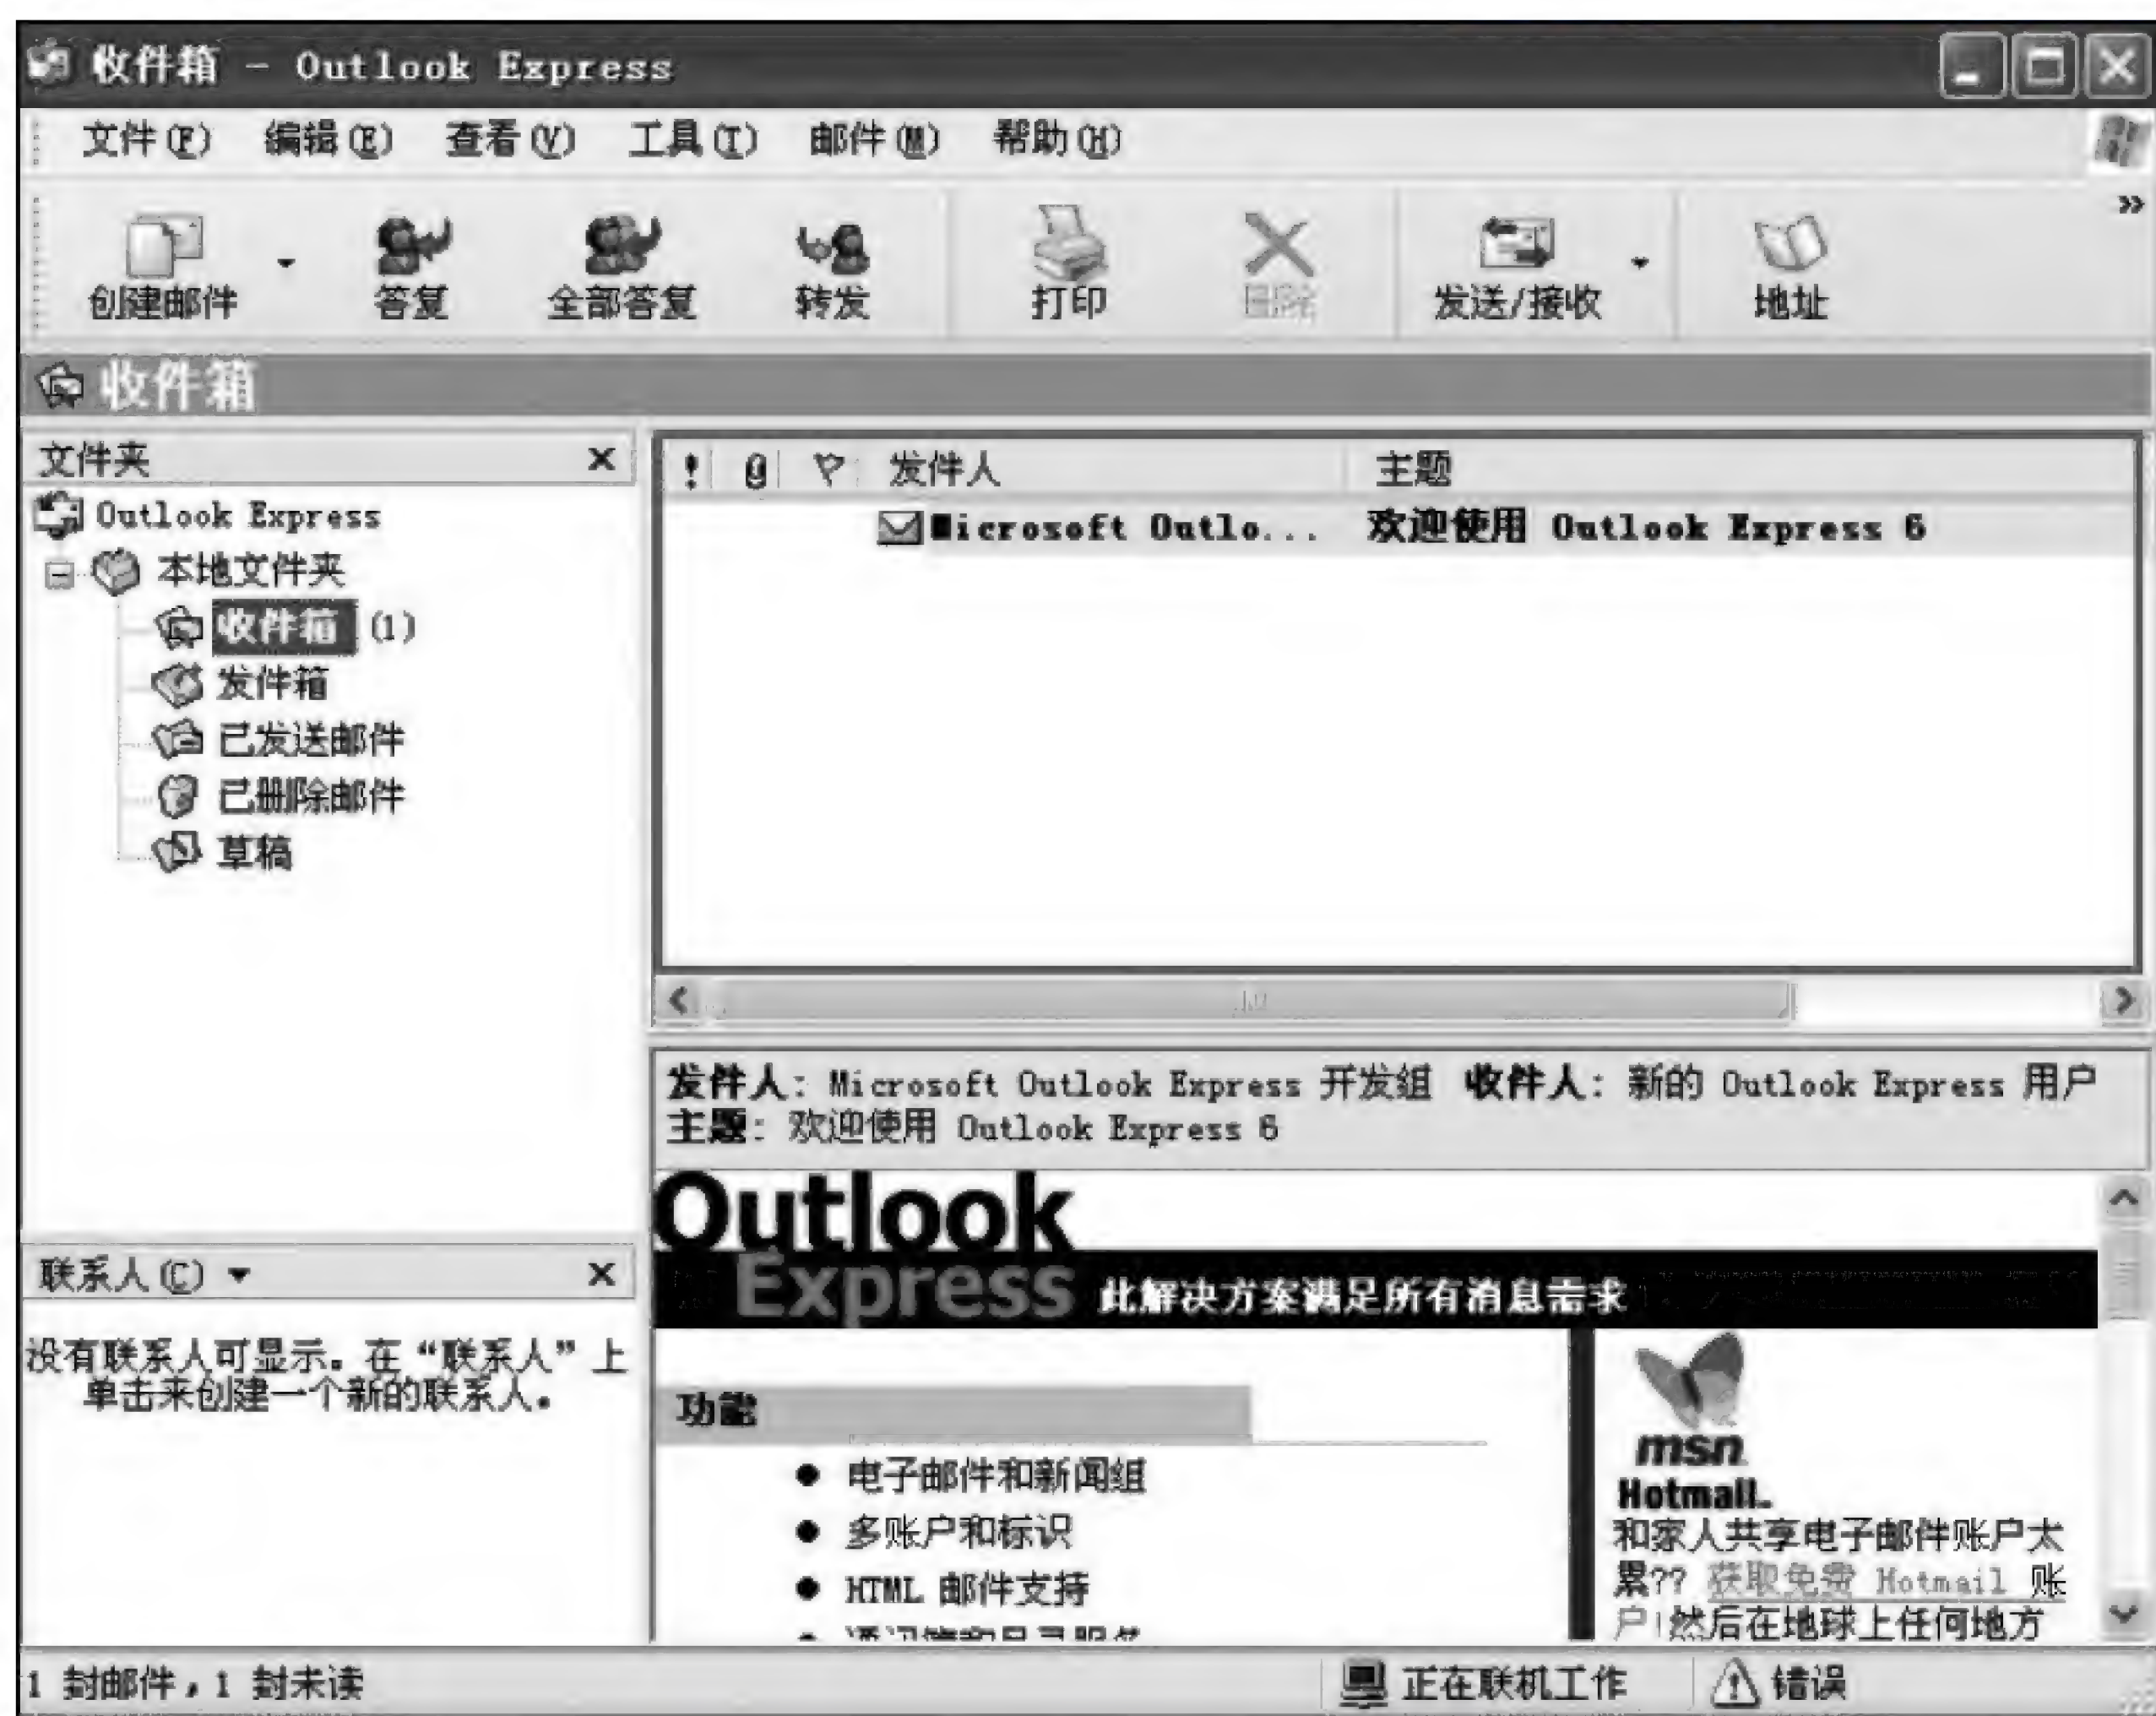 收件箱 - Outlook Express
文件(F) 编辑(E) 查看(V) 工具(T) 邮件(M) 帮助(H)
创建邮件 答复 全部答复 转发 打印 删除 发送/接收 地址
收件箱
文件夹
Outlook Express
本地文件夹
收件箱 (1)
发件箱
已发送邮件
已删除邮件
草稿
联系人(C)
没有联系人可显示。在“联系人”上
单击来创建一个新的联系人。
发件人 主题
Microsoft Outlo... 欢迎使用 Outlook Express 6
发件人: Microsoft Outlook Express 开发组 收件人: 新的 Outlook Express 用户
主题: 欢迎使用 Outlook Express 6
Outlook
Express 此解决方案满足所有消息需求
功能
电子邮件和新闻组
多账户和标识
HTML 邮件支持
msn
Hotmail
和家人共享电子邮件账户太
累?? 获取免费 Hotmail 账
户!然后在地球上任何地方
1 封邮件，1 封未读 正在联机工作 错误